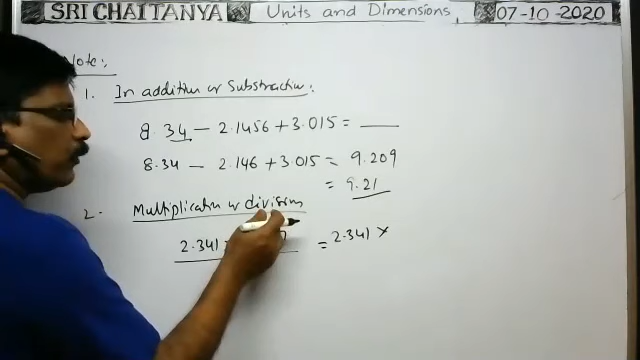 SRI CHAITANYA Units and Dimensions 07-10-2020
Note:
1. In addition or Substraction:
8.34 - 2.1456 + 3.015 =
8.34 - 2.146 + 3.015 = 9.209
= 9.21
2. Multiplication or division
2.341 = 2.341 ×